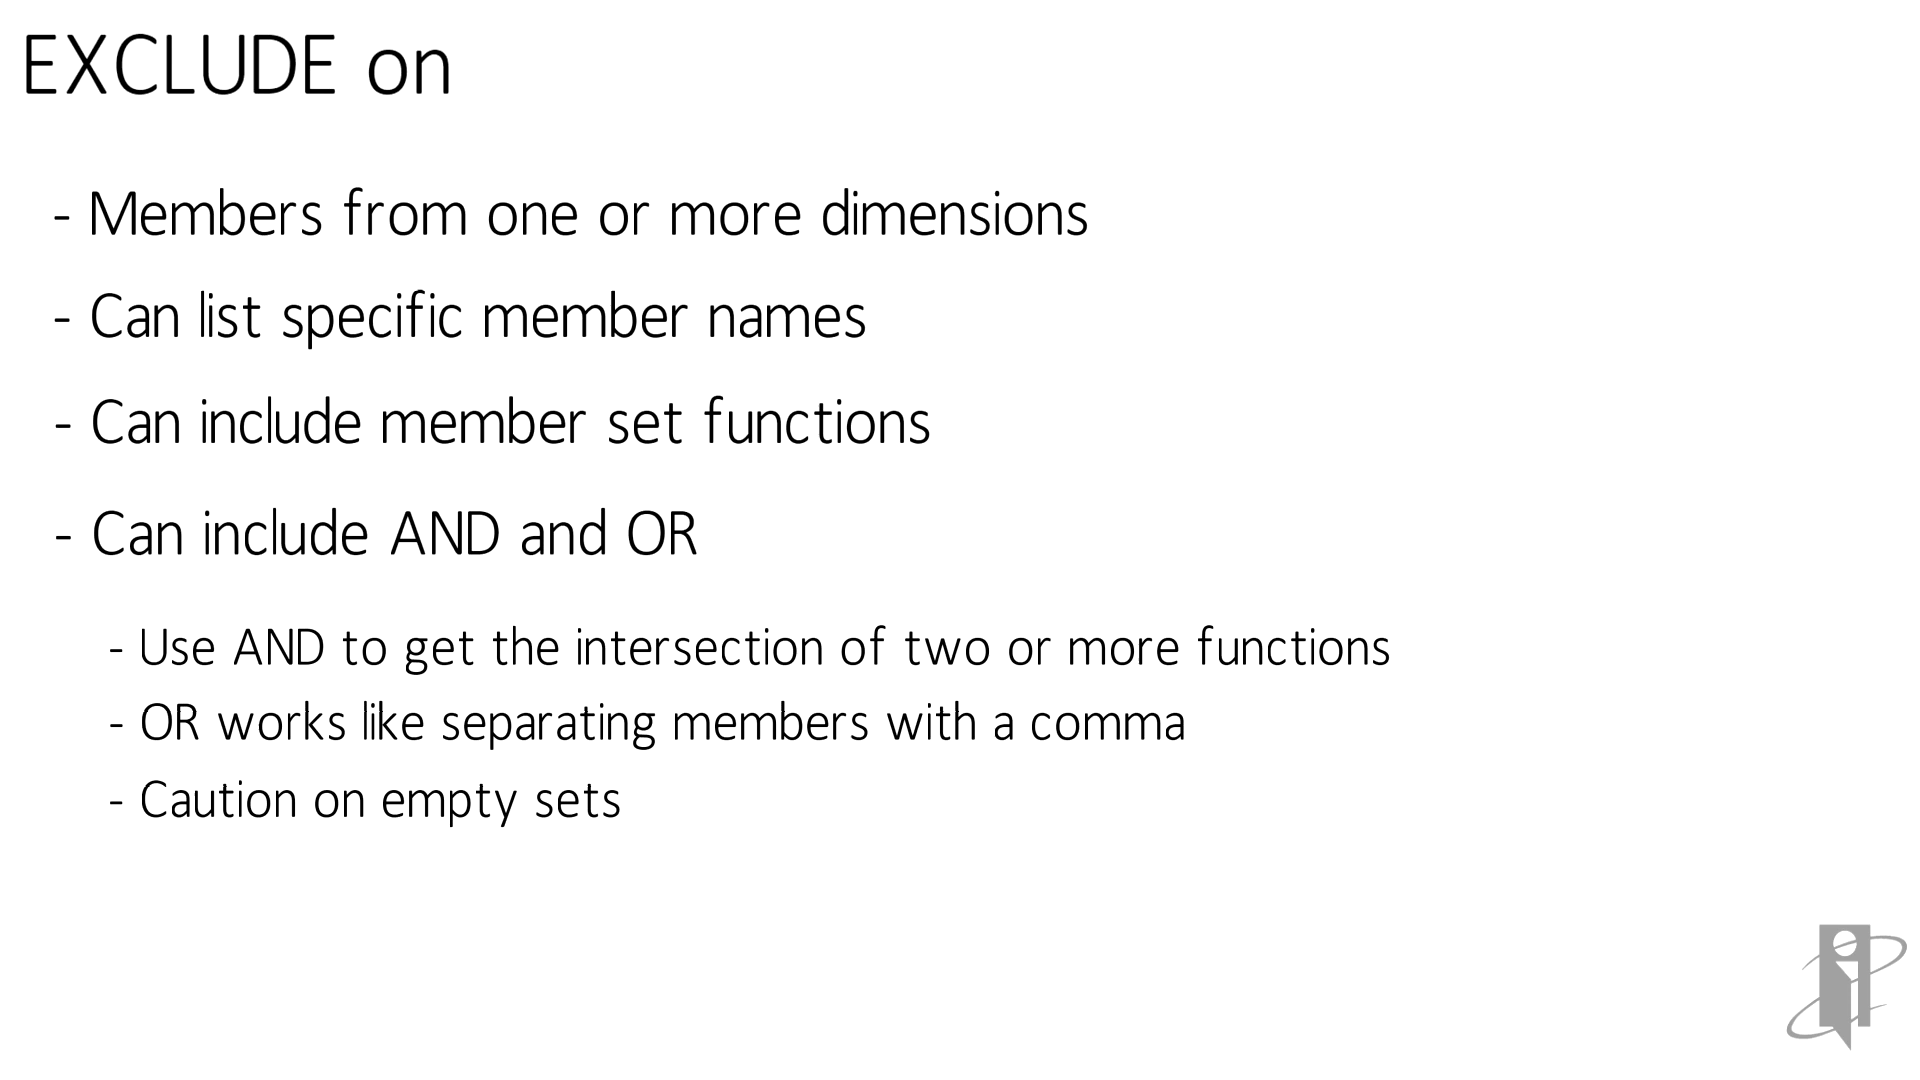 EXCLUDE on
- Members from one or more dimensions
- Can list specific member names
- Can include member set functions
- Can include AND and OR
- Use AND to get the intersection of two or more functions
- OR works like separating members with a comma
- Caution on empty sets